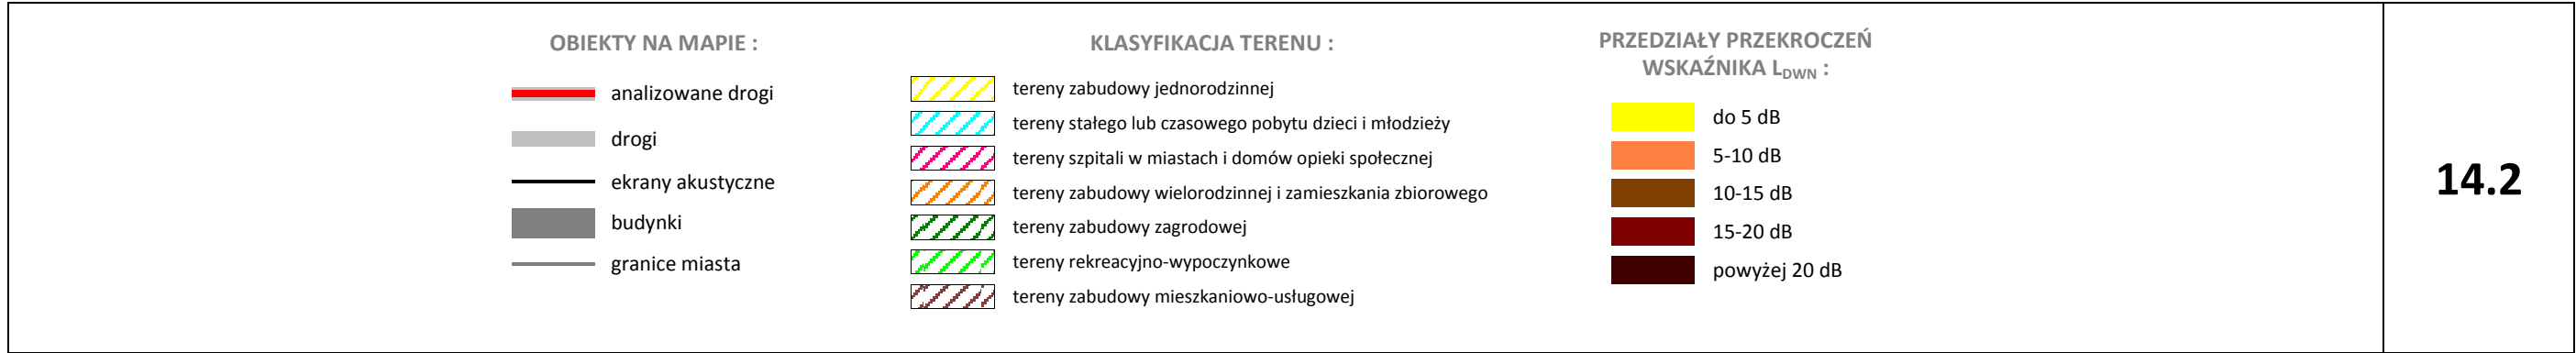 OBIEKTY NA MAPIE :
analizowane drogi
drogi
ekrany akustyczne
budynki
granice miasta
KLASYFIKACJA TERENU :
tereny zabudowy jednorodzinnej
tereny stałego lub czasowego pobytu dzieci i młodzieży
tereny szpitali w miastach i domów opieki społecznej
tereny zabudowy wielorodzinnej i zamieszkania zbiorowego
tereny zabudowy zagrodowej
tereny rekreacyjno-wypoczynkowe
tereny zabudowy mieszkaniowo-usługowej
PRZEDZIAŁY PRZEKROCZEŃ
WSKAŹNIKA LDWN :
do 5 dB
5-10 dB
10-15 dB
15-20 dB
powyżej 20 dB
14.2